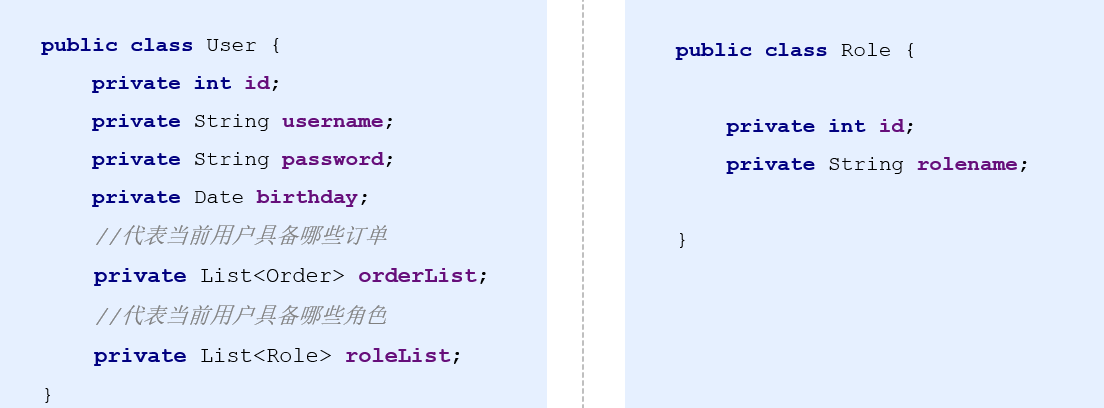 public class User {
private int id;
private String username;
private String password;
private Date birthday;
//代表当前用户具备哪些订单
private List<Order> orderList;
//代表当前用户具备哪些角色
private List<Role> roleList;
}
public class Role {
private int id;
private String rolename;
}